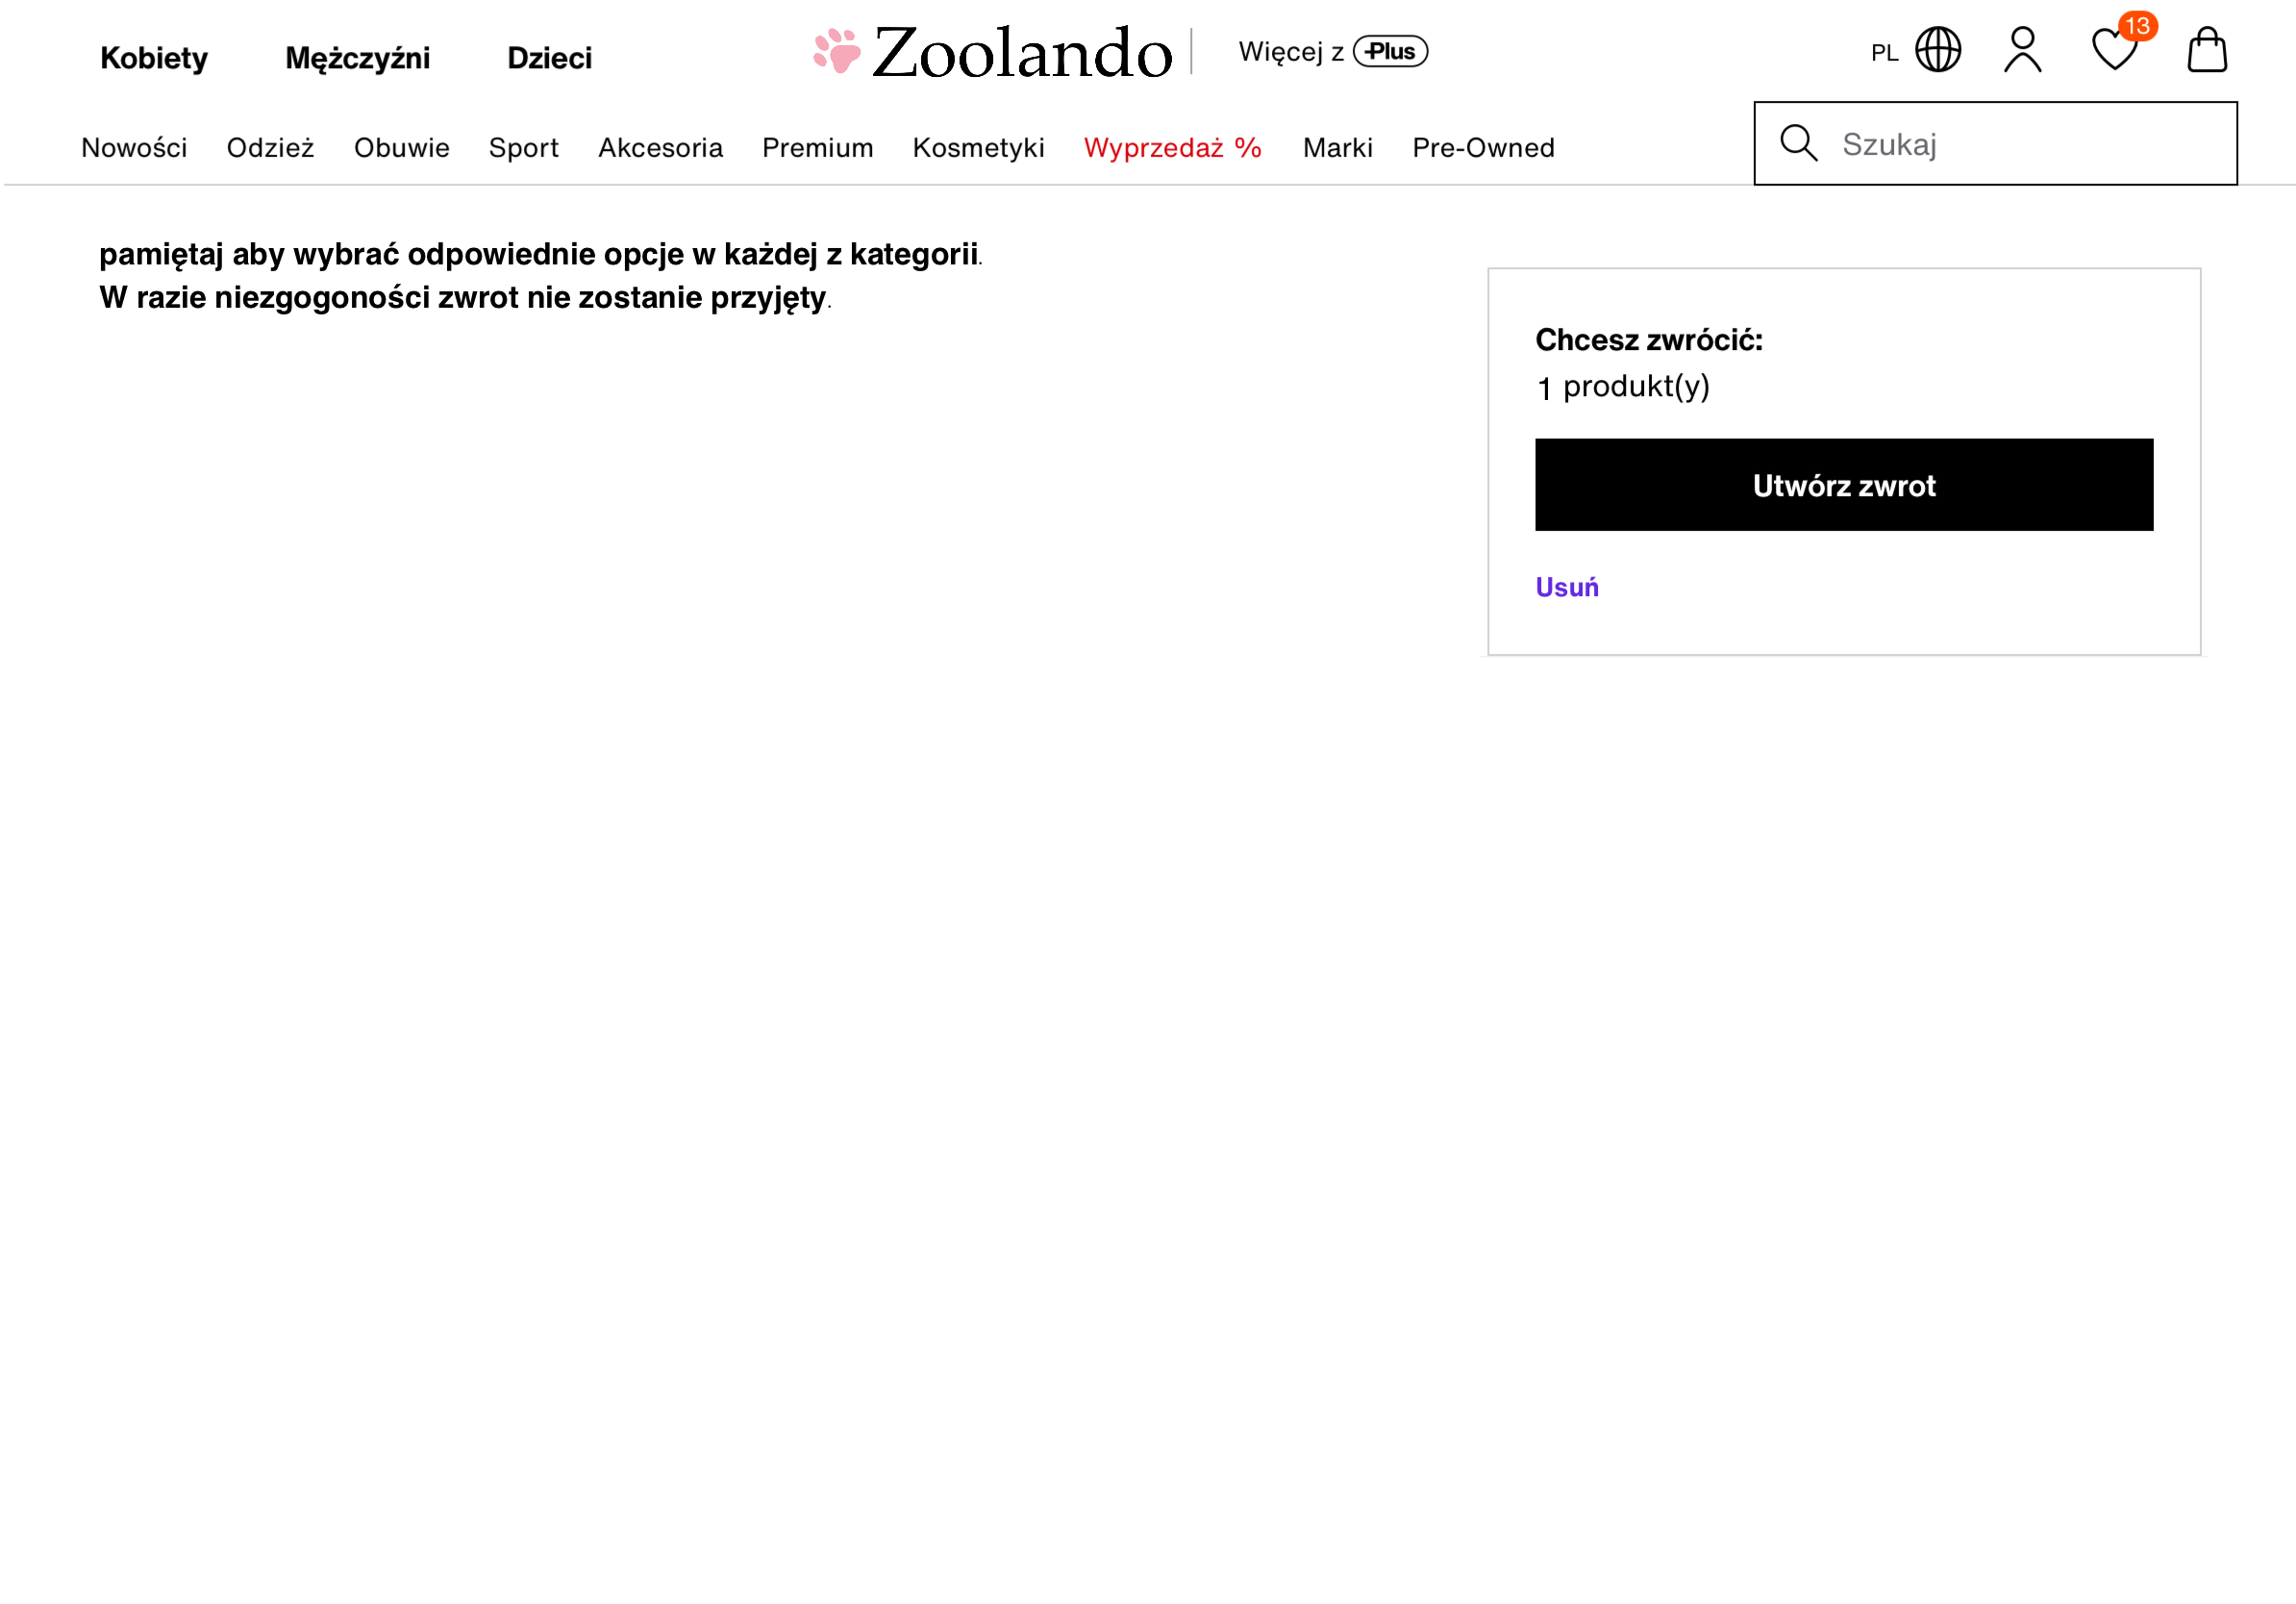 Kobiety Mężczyźni Dzieci Zoolando Więcej z Plus PL 13
Nowości Odzież Obuwie Sport Akcesoria Premium Kosmetyki Wyprzedaż % Marki Pre-Owned Szukaj
pamiętaj aby wybrać odpowiednie opcje w każdej z kategorii.
W razie niezgogoności zwrot nie zostanie przyjęty.
Chcesz zwrócić:
1 produkt(y)
Utwórz zwrot
Usuń